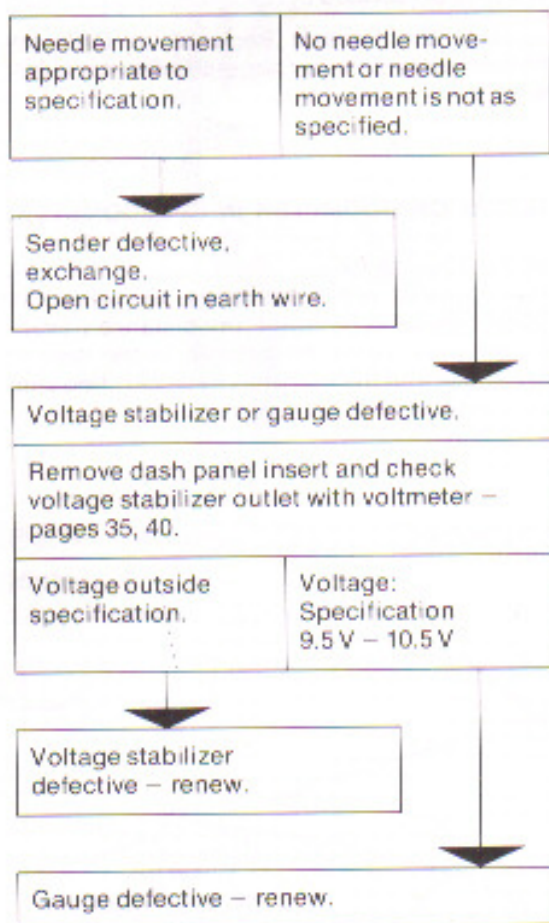 Needle movement
appropriate to
specification.
No needle move-
ment or needle
movement is not as
specified.
Sender defective,
exchange.
Open circuit in earth wire.
Voltage stabilizer or gauge defective.
Remove dash panel insert and check
voltage stabilizer outlet with voltmeter –
pages 35, 40.
Voltage outside
specification.
Voltage:
Specification
9.5 V – 10.5 V
Voltage stabilizer
defective – renew.
Gauge defective – renew.